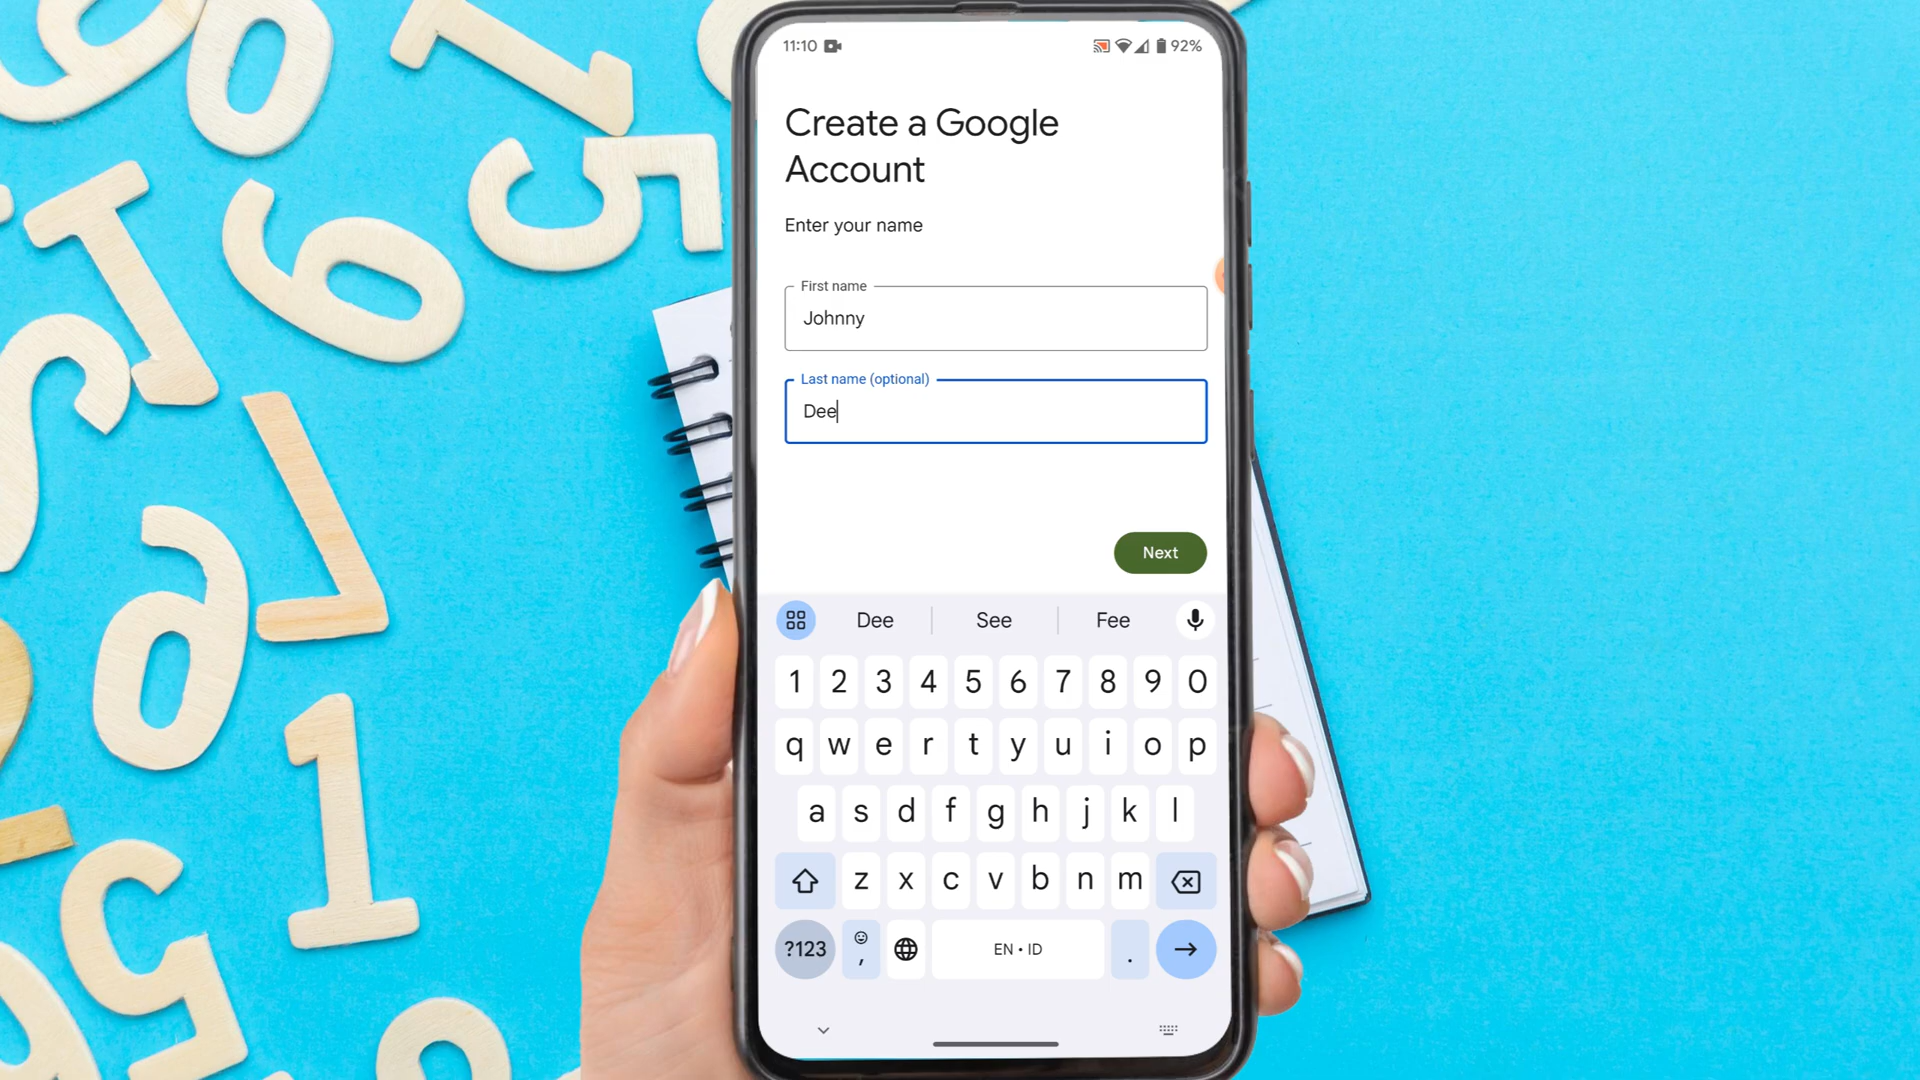 11:10 92%
Create a Google
Account
Enter your name
First name
Johnny
Last name (optional)
Dee
Next
Dee See Fee
1 2 3 4 5 6 7 8 9 0
q w e r t y u i o p
a s d f g h j k l
z x c v b n m
?123 , EN • ID .